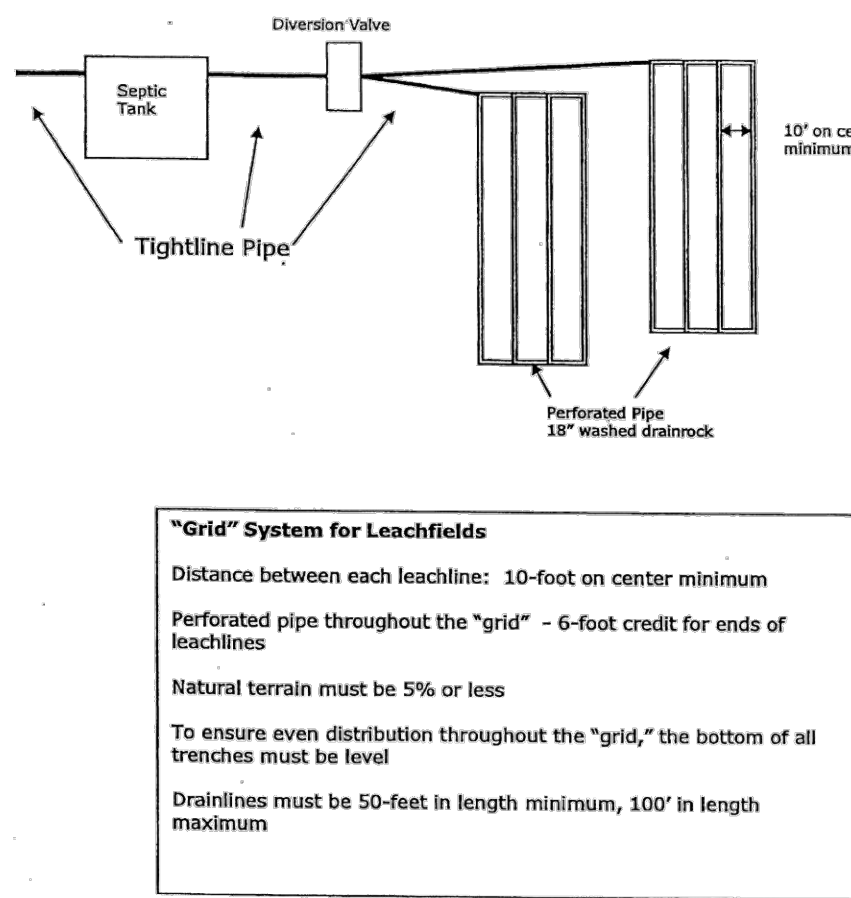 Diversion Valve
Septic
Tank
10' on
minimum
Tightline Pipe
Perforated Pipe
18" washed drainrock
"Grid" System for Leachfields
Distance between each leachline: 10-foot on center minimum
Perforated pipe throughout the "grid" - 6-foot credit for ends of
leachlines
Natural terrain must be 5% or less
To ensure even distribution throughout the "grid," the bottom of all
trenches must be level
Drainlines must be 50-feet in length minimum, 100' in length
maximum